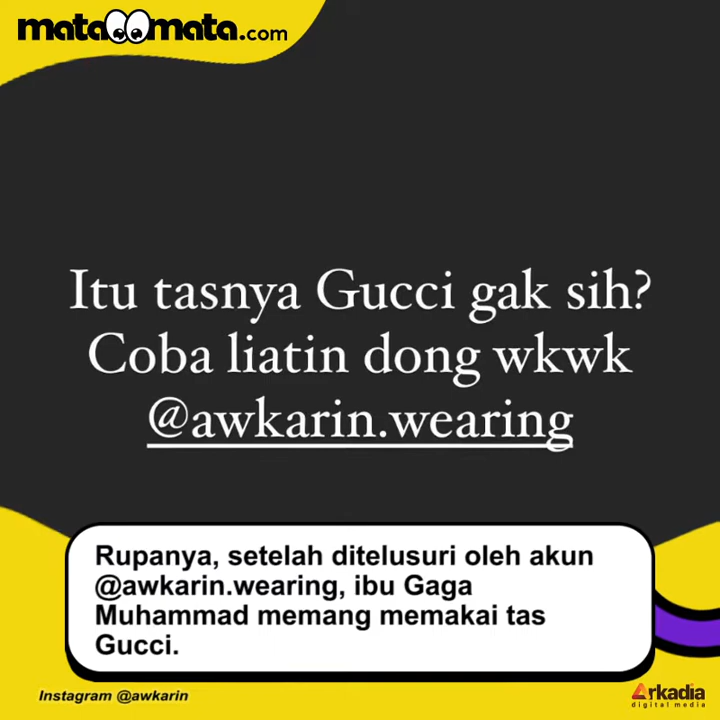 matamata.com
Itu tasnya Gucci gak sih?
Coba liatin dong wkwk
@awkarin.wearing
Rupanya, setelah ditelusuri oleh akun
@awkarin.wearing, ibu Gaga
Muhammad memang memakai tas
Gucci.
Instagram @awkarin
Arkadia
digital media